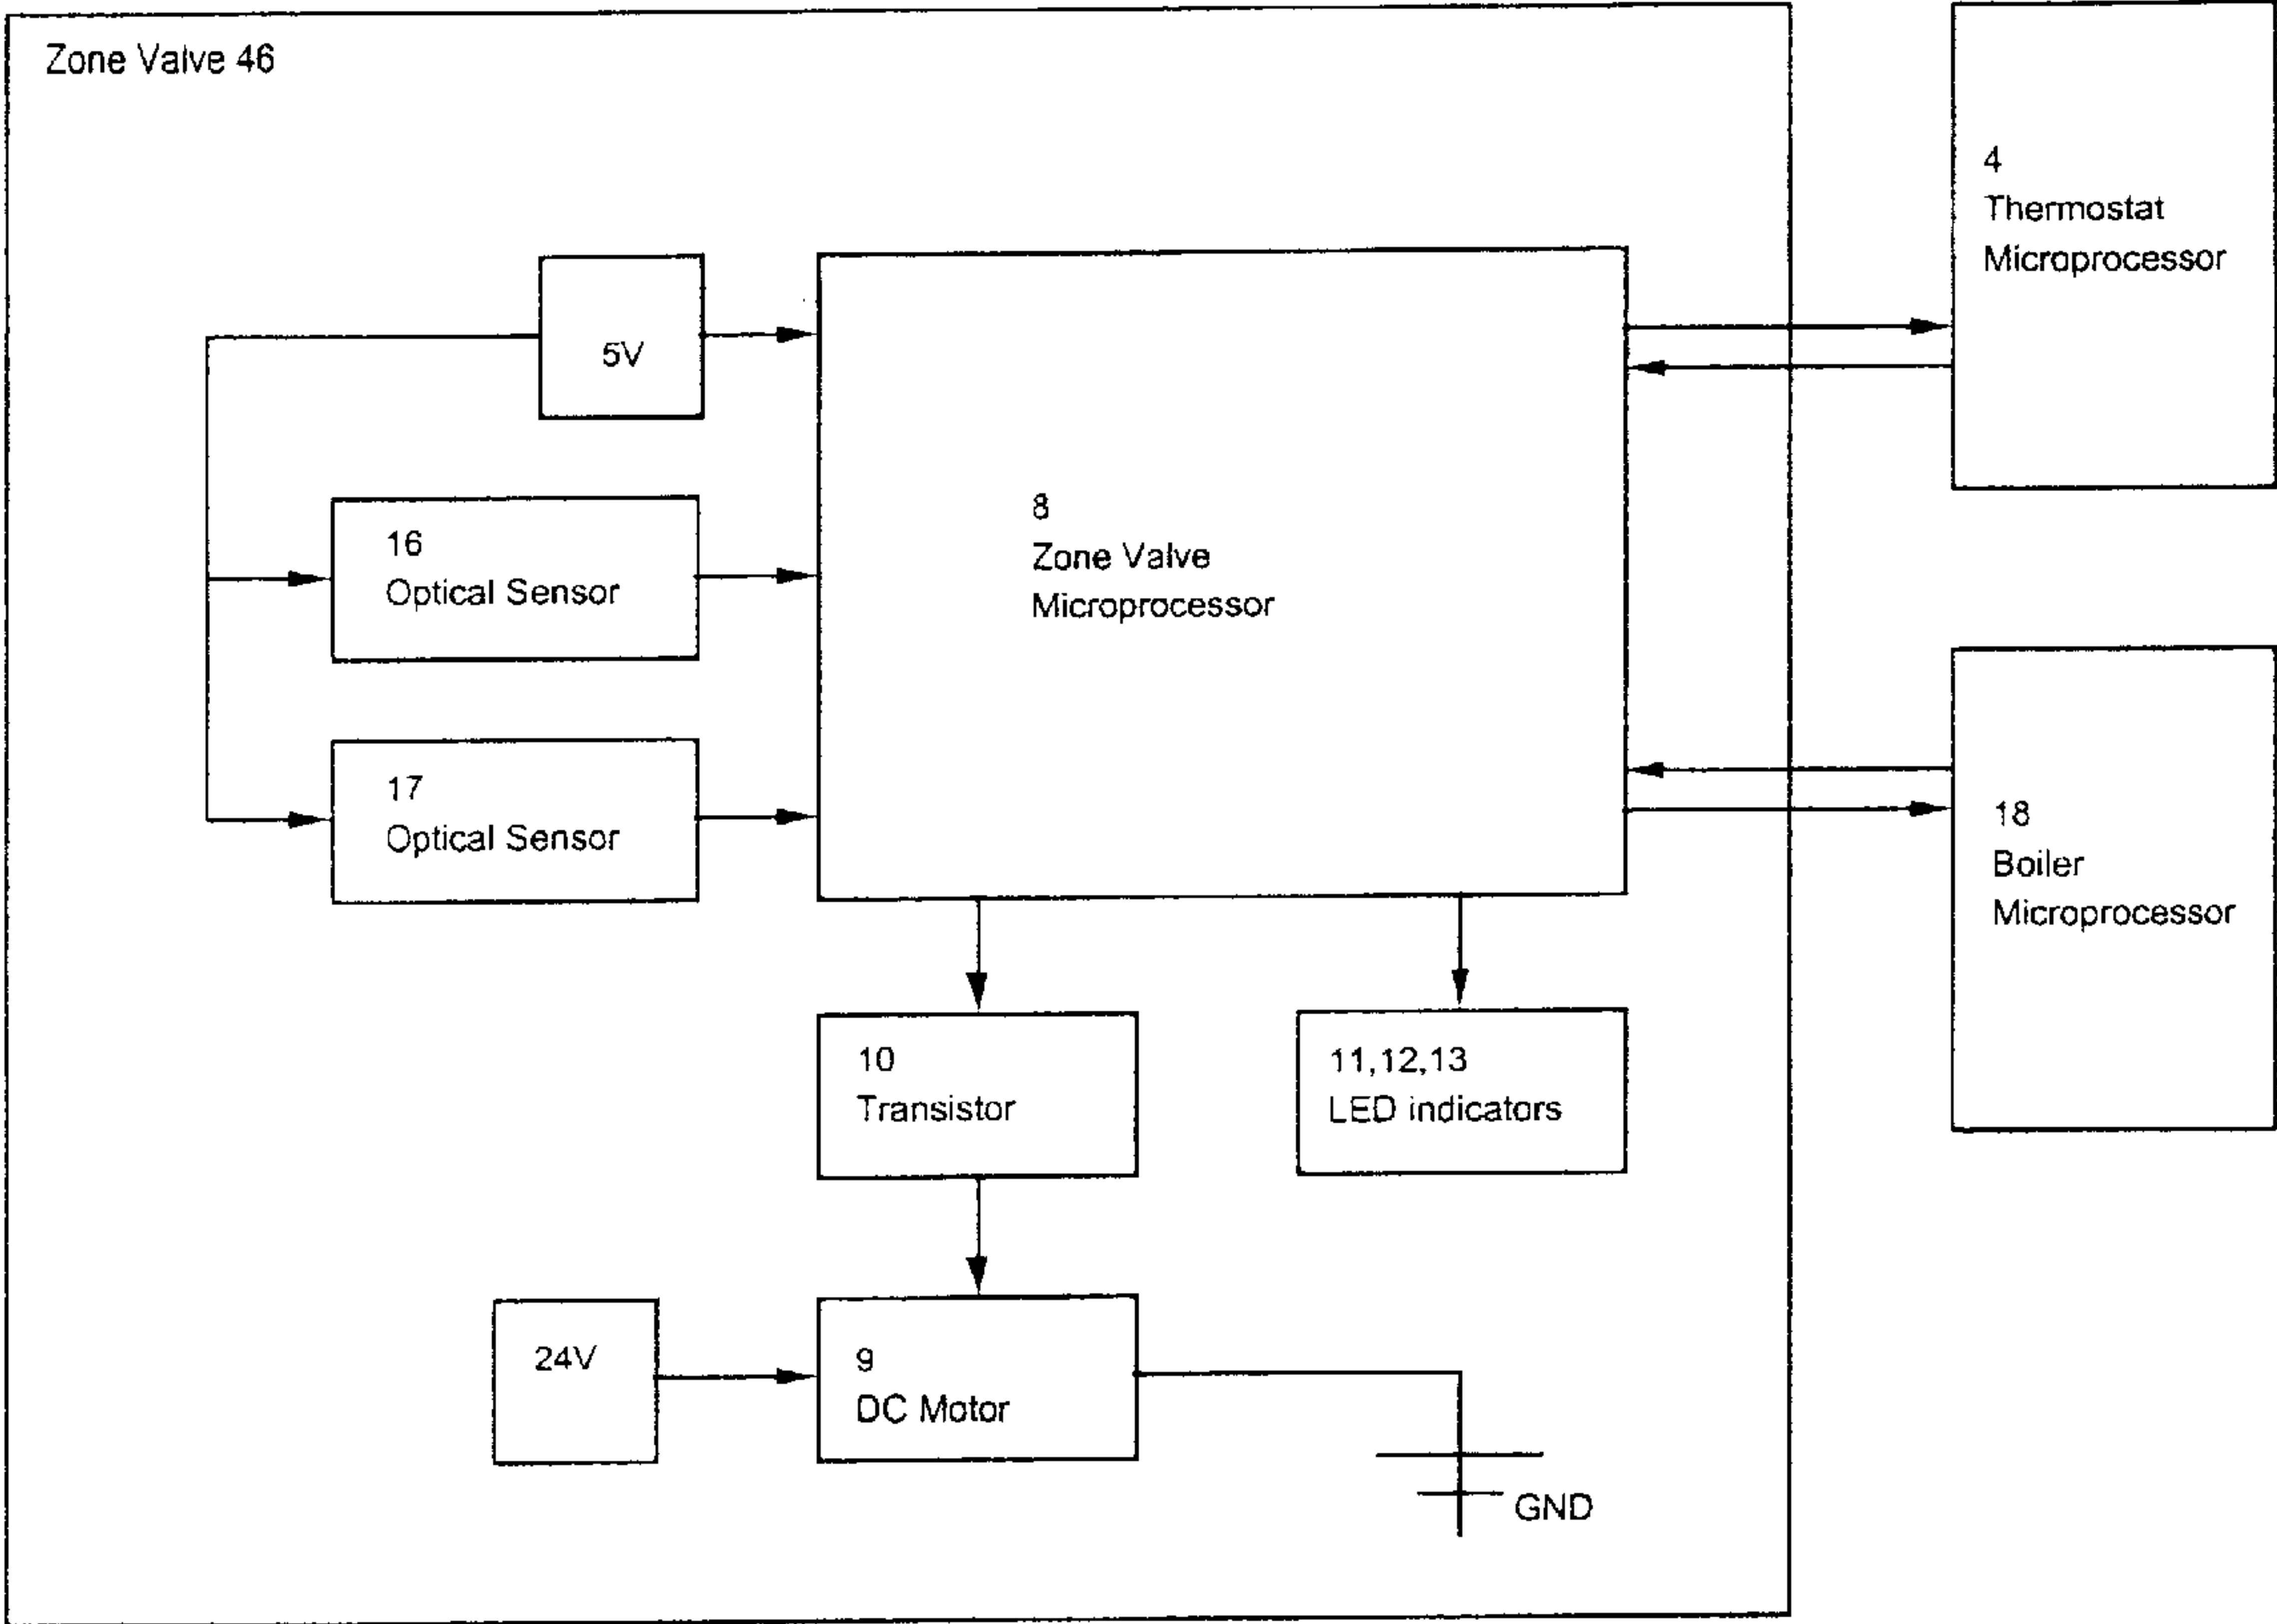 Zone Valve 46
4
Thermostat
Microprocessor
5V
8
Zone Valve
Microprocessor
16
Optical Sensor
17
Optical Sensor
18
Boiler
Microprocessor
10
Transistor
11,12,13
LED indicators
24V
9
DC Motor
GND